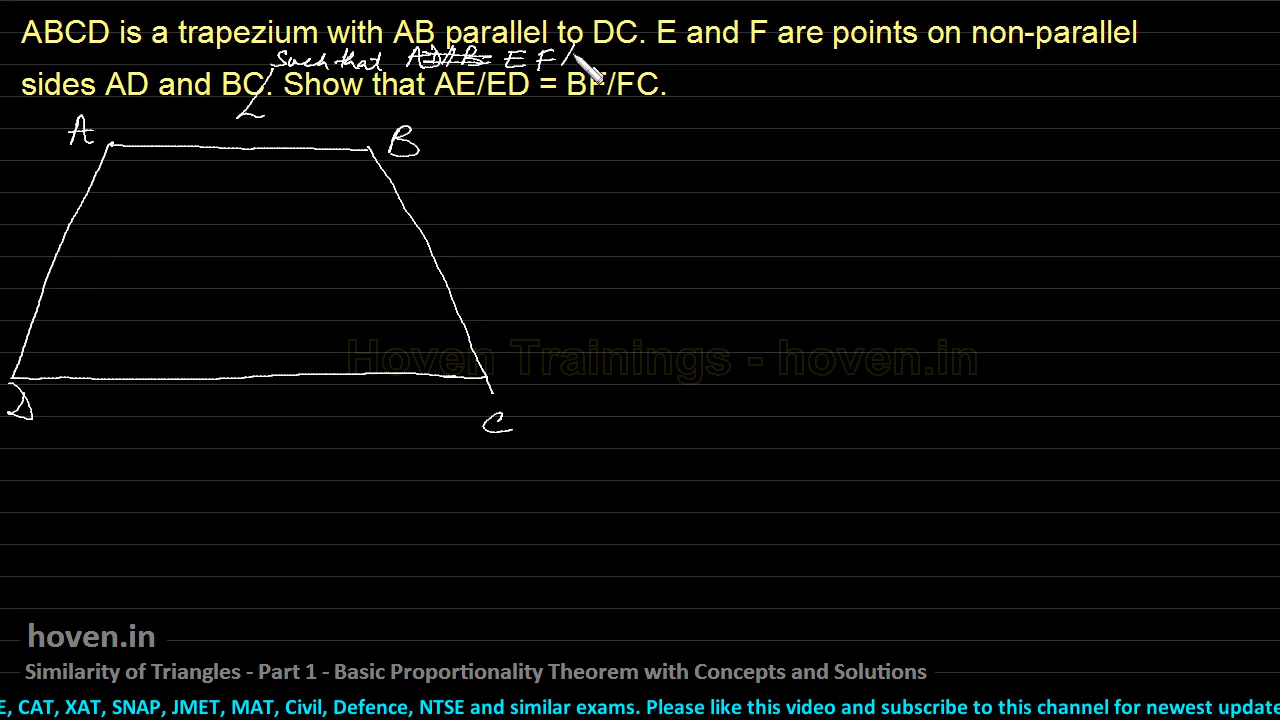 ABCD is a trapezium with AB parallel to DC. E and F are points on non-parallel
such that E F /
sides AD and BC. Show that AE/ED = BF/FC.
A
B
Hoven Trainings - hoven.in
D
C
hoven.in
Similarity of Triangles - Part 1 - Basic Proportionality Theorem with Concepts and Solutions
E, CAT, XAT, SNAP, JMET, MAT, Civil, Defence, NTSE and similar exams. Please like this video and subscribe to this channel for newest update